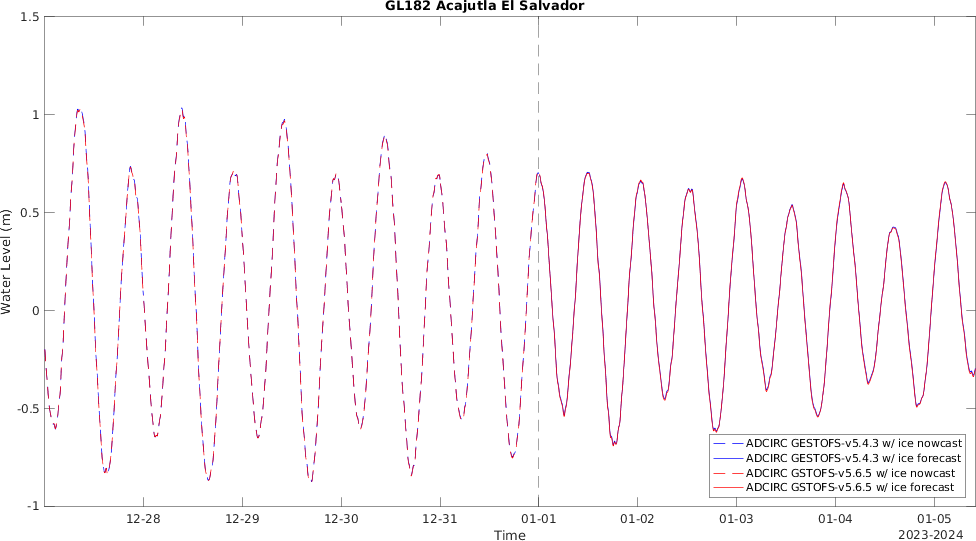 GL182 Acajutla El Salvador
1.5
1
0.5
0
-0.5
-1
Water Level (m)
ADCIRC GESTOFS-v5.4.3 w/ ice nowcast
ADCIRC GESTOFS-v5.4.3 w/ ice forecast
ADCIRC GSTOFS-v5.6.5 w/ ice nowcast
ADCIRC GSTOFS-v5.6.5 w/ ice forecast
12-28 12-29 12-30 12-31 01-01 01-02 01-03 01-04 01-05
Time
2023-2024